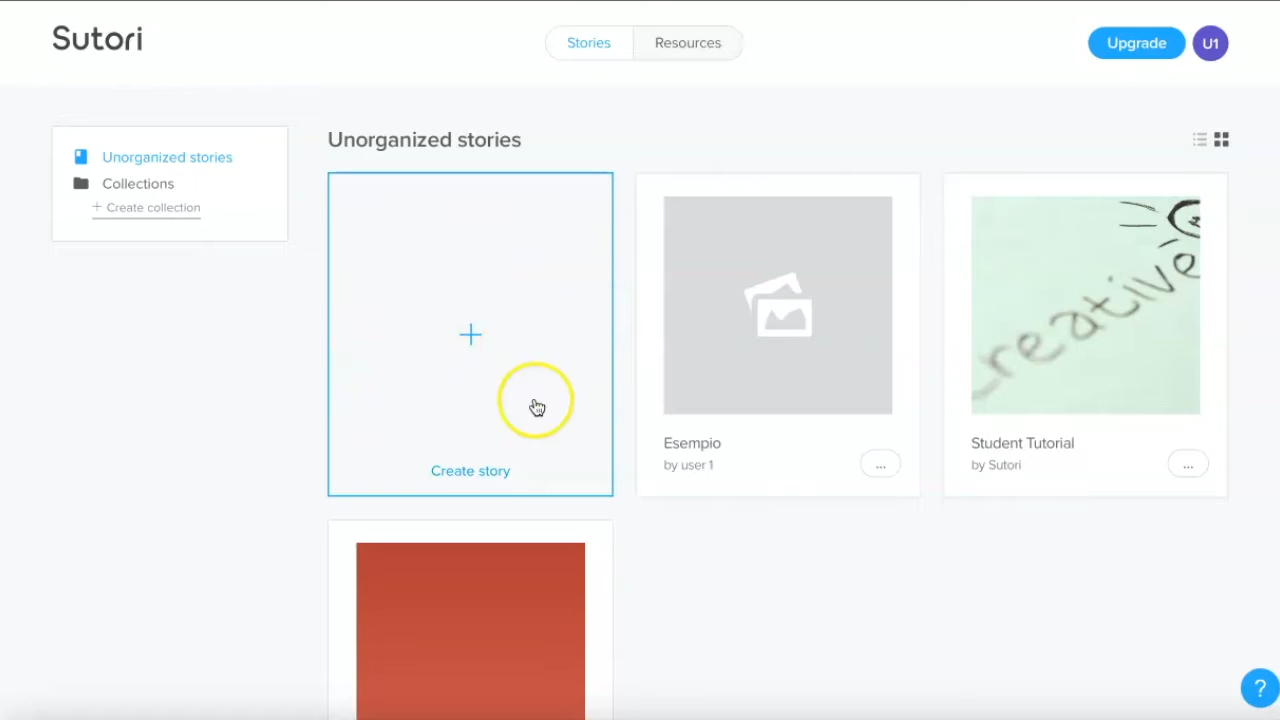 Sutori
Stories
Resources
Upgrade
U1
Unorganized stories
Collections
+ Create collection
Unorganized stories
+
Create story
Esempio
by user 1
...
creative
Student Tutorial
by Sutori
...
?